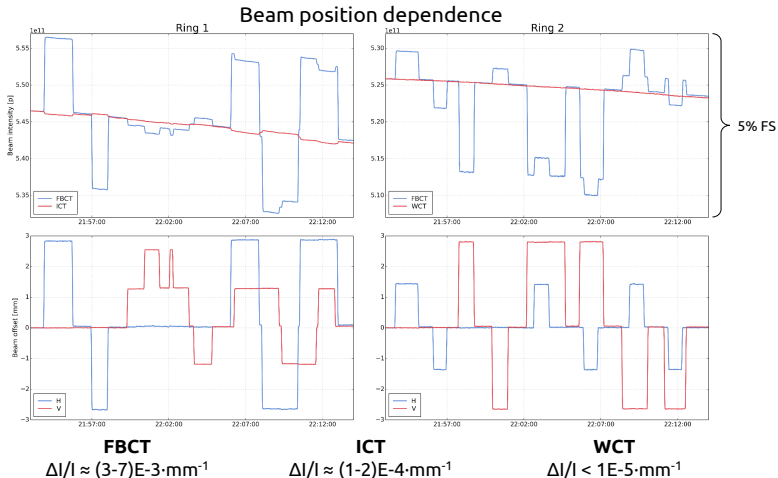 Beam position dependence
Ring 1
1e11
5.55
5.50
5.45
5.40
5.35
Beam intensity [p]
FBCT
ICT
21:57:00 22:02:00 22:07:00 22:12:00
Ring 2
1e11
5.30
5.25
5.20
5.15
5.10
FBCT
WCT
21:57:00 22:02:00 22:07:00 22:12:00
5% FS
3
2
1
0
−1
−2
−3
Beam offset [mm]
H
V
21:57:00 22:02:00 22:07:00 22:12:00
3
2
1
0
−1
−2
−3
H
V
21:57:00 22:02:00 22:07:00 22:12:00
FBCT ICT WCT
ΔI/I ≈ (3-7)E-3·mm⁻¹ ΔI/I ≈ (1-2)E-4·mm⁻¹ ΔI/I < 1E-5·mm⁻¹